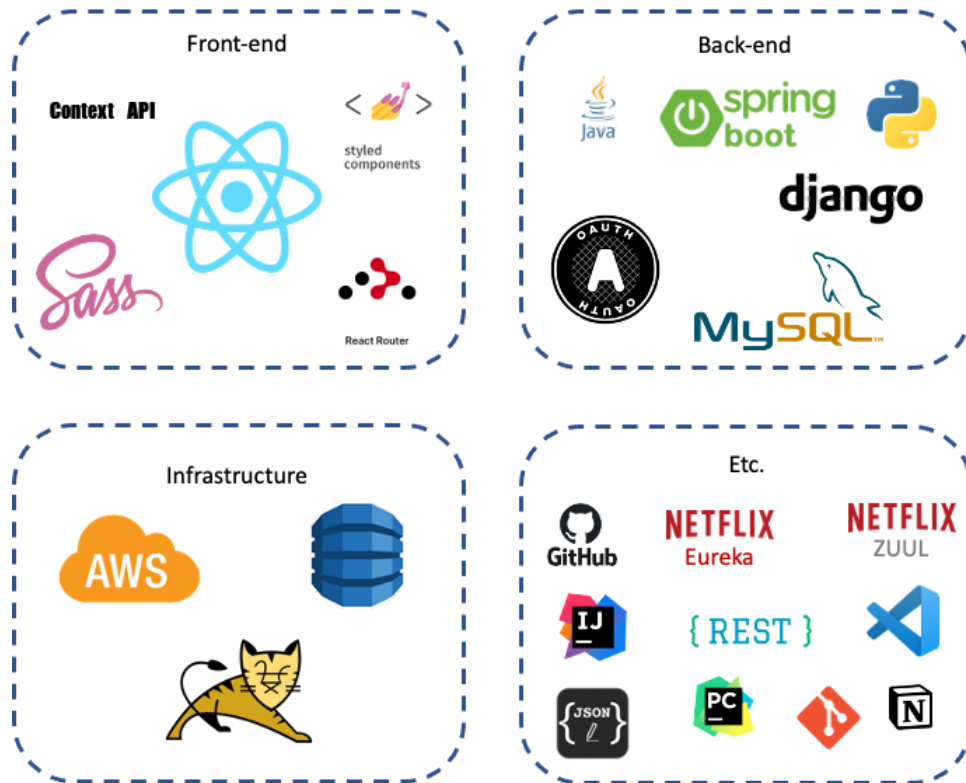 Front-end
Context API
< >
styled
components
Sass
React Router
Back-end
Java
spring
boot
django
OAUTH
A
OAUTH
MySQL™
Infrastructure
AWS
Etc.
GitHub
NETFLIX
Eureka
NETFLIX
ZUUL
IJ
{ REST }
{JSON}
PC
N